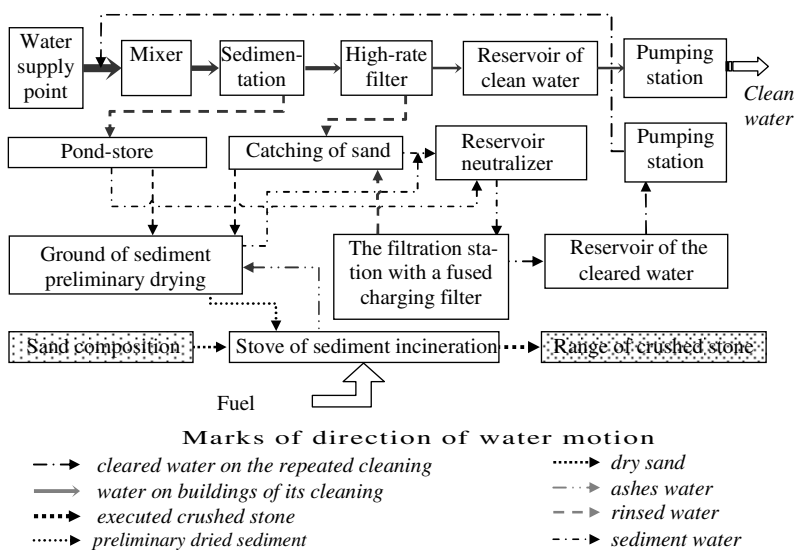 Water
supply
point
Mixer
Sedimen-
tation
High-rate
filter
Reservoir of
clean water
Pumping
station
Clean
water
Pond-store
Catching of sand
Reservoir
neutralizer
Pumping
station
Ground of sediment
preliminary drying
The filtration sta-
tion with a fused
charging filter
Reservoir of the
cleared water
Sand composition
Stove of sediment incineration
Range of crushed stone
Fuel
Marks of direction of water motion
cleared water on the repeated cleaning
water on buildings of its cleaning
executed crushed stone
preliminary dried sediment
dry sand
ashes water
rinsed water
sediment water